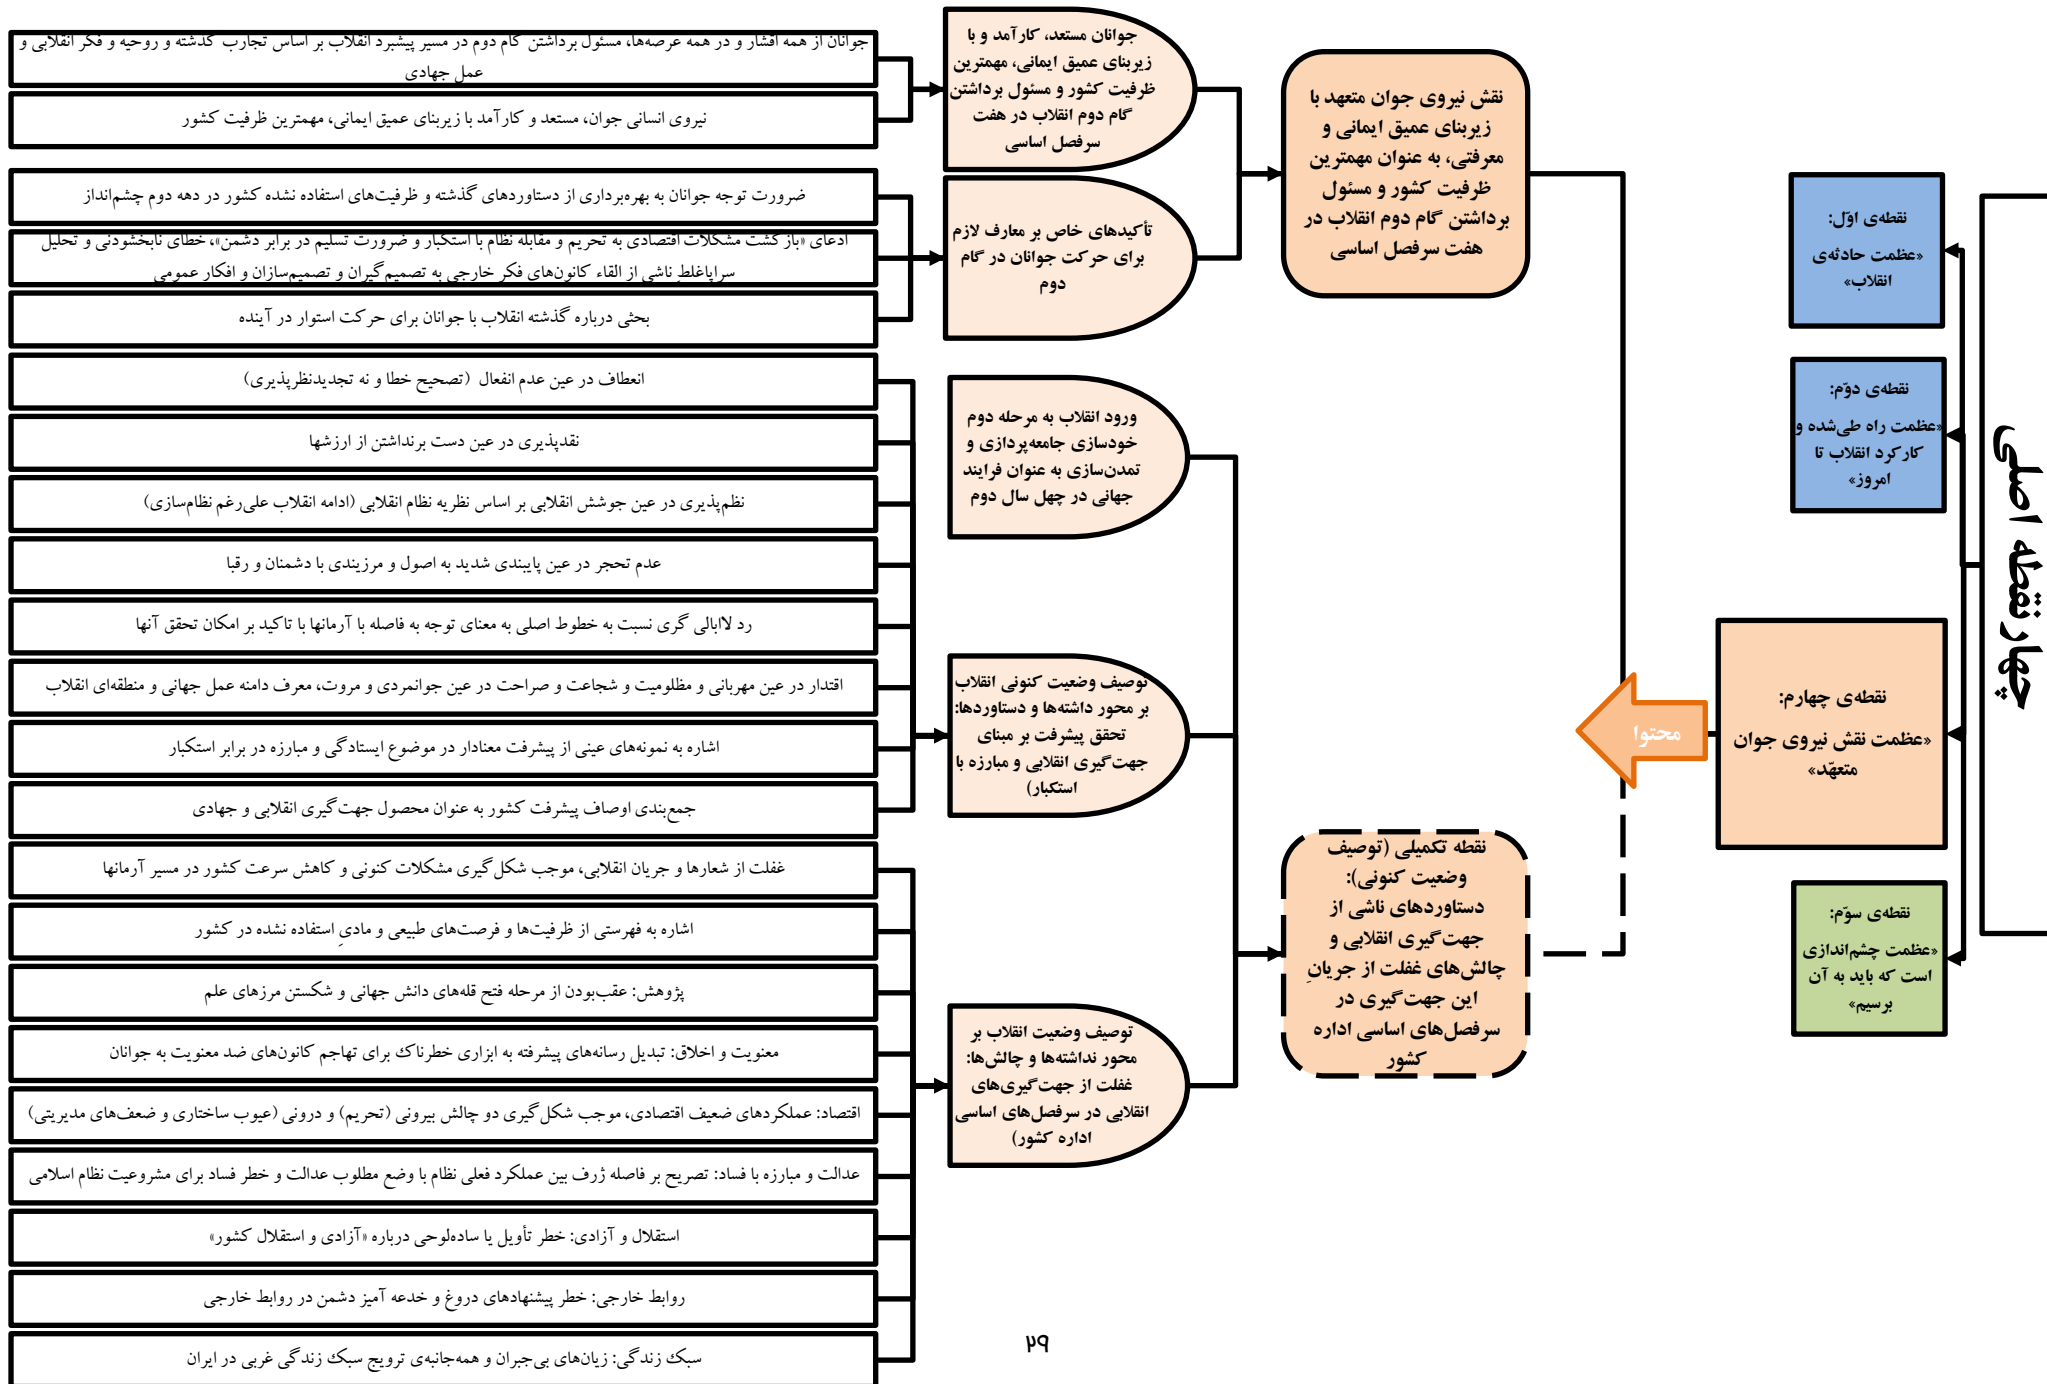 چهار نقطه اصلی
نقطه‌ی اوّل:
«عظمت حادثه‌ی
انقلاب»
نقطه‌ی دوّم:
«عظمت راه طی‌شده و
کارکرد انقلاب تا
امروز»
نقطه‌ی چهارم:
«عظمت نقش نیروی جوان
متعهّد»
نقطه‌ی سوّم:
«عظمت چشم‌اندازی
است که باید به آن
برسیم»
محتوا
نقش نیروی جوان متعهد با
زیربنای عمیق ایمانی و
معرفتی، به عنوان مهمترین
ظرفیت کشور و مسئول
برداشتن گام دوم انقلاب در
هفت سرفصل اساسی
نقطه تکمیلی (توصیف
وضعیت کنونی):
دستاوردهای ناشی از
جهت‌گیری انقلابی و
چالش‌های غفلت از جریانِ
این جهت‌گیری در
سرفصل‌های اساسی اداره
کشور
جوانان مستعد، کارآمد و با
زیربنای عمیق ایمانی، مهمترین
ظرفیت کشور و مسئول برداشتن
گام دوم انقلاب در هفت
سرفصل اساسی
تأکیدهای خاص بر معارف لازم
برای حرکت جوانان در گام
دوم
ورود انقلاب به مرحله دوم
خودسازی جامعه‌پردازی و
تمدن‌سازی به عنوان فرایند
جهانی در چهل سال دوم
توصیف وضعیت کنونی انقلاب
بر محور داشته‌ها و دستاوردها:
تحقق پیشرفت بر مبنای
جهت‌گیری انقلابی و مبارزه با
استکبار)
توصیف وضعیت انقلاب بر
محور نداشته‌ها و چالش‌ها:
غفلت از جهت‌گیری‌های
انقلابی در سرفصل‌های اساسی
اداره کشور)
جوانان از همه اقشار و در همه عرصه‌ها، مسئول برداشتن گام دوم در مسیر پیشبرد انقلاب بر اساس تجارب گذشته و روحیه و فکر انقلابی و
عمل جهادی
نیروی انسانی جوان، مستعد و کارآمد با زیربنای عمیق ایمانی، مهمترین ظرفیت کشور
ضرورت توجه جوانان به بهره‌برداری از دستاوردهای گذشته و ظرفیت‌های استفاده نشده کشور در دهه دوم چشم‌انداز
ادعای «بازگشت مشکلات اقتصادی به تحریم و مقابله نظام با استکبار و ضرورت تسلیم در برابر دشمن»، خطای نابخشودنی و تحلیل
سراپاغلطِ ناشی از القاء کانون‌های فکر خارجی به تصمیم‌گیران و تصمیم‌سازان و افکار عمومی
بحثی درباره گذشته انقلاب با جوانان برای حرکت استوار در آینده
انعطاف در عین عدم انفعال (تصحیح خطا و نه تجدیدنظرپذیری)
نقدپذیری در عین دست برنداشتن از ارزشها
نظم‌پذیری در عین جوشش انقلابی بر اساس نظریه نظام انقلابی (ادامه انقلاب علی‌رغم نظام‌سازی)
عدم تحجر در عین پایبندی شدید به اصول و مرزبندی با دشمنان و رقبا
رد لاابالی گری نسبت به خطوط اصلی به معنای توجه به فاصله با آرمانها با تاکید بر امکان تحقق آنها
اقتدار در عین مهربانی و مظلومیت و شجاعت و صراحت در عین جوانمردی و مروت، معرف دامنه عمل جهانی و منطقه‌ای انقلاب
اشاره به نمونه‌های عینی از پیشرفت معنادار در موضوع ایستادگی و مبارزه در برابر استکبار
جمع‌بندی اوصاف پیشرفت کشور به عنوان محصول جهت‌گیری انقلابی و جهادی
غفلت از شعارها و جریان انقلابی، موجب شکل‌گیری مشکلات کنونی و کاهش سرعت کشور در مسیر آرمانها
اشاره به فهرستی از ظرفیت‌ها و فرصت‌های طبیعی و مادیِ استفاده نشده در کشور
پژوهش: عقب‌بودن از مرحله فتح قله‌های دانش جهانی و شکستن مرزهای علم
معنویت و اخلاق: تبدیل رسانه‌های پیشرفته به ابزاری خطرناک برای تهاجم کانون‌های ضد معنویت به جوانان
اقتصاد: عملکردهای ضعیف اقتصادی، موجب شکل‌گیری دو چالش بیرونی (تحریم) و درونی (عیوب ساختاری و ضعف‌های مدیریتی)
عدالت و مبارزه با فساد: تصریح بر فاصله ژرف بین عملکرد فعلی نظام با وضع مطلوب عدالت و خطر فساد برای مشروعیت نظام اسلامی
استقلال و آزادی: خطر تأویل یا ساده‌لوحی درباره «آزادی و استقلال کشور»
روابط خارجی: خطر پیشنهادهای دروغ و خدعه آمیز دشمن در روابط خارجی
سبک زندگی: زیان‌های بی‌جبران و همه‌جانبه‌ی ترویج سبک زندگی غربی در ایران
۲۹